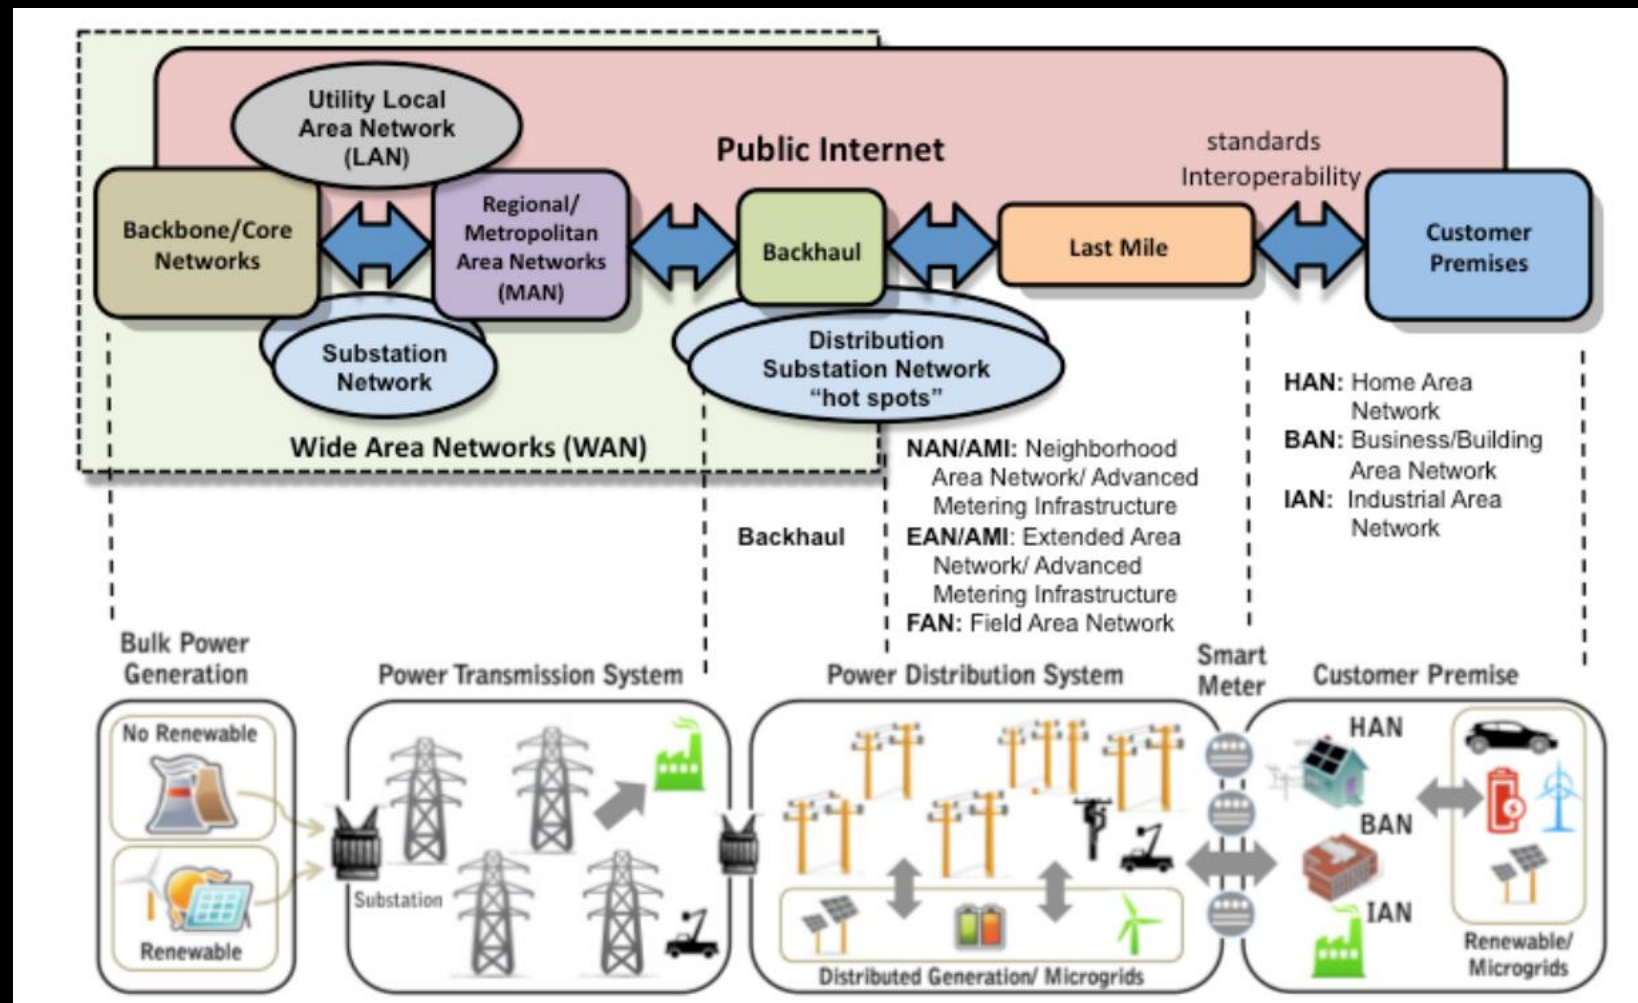 Utility Local
Area Network
(LAN)
Public Internet
standards
Interoperability
Backbone/Core
Networks
Regional/
Metropolitan
Area Networks
(MAN)
Backhaul
Last Mile
Customer
Premises
Substation
Network
Distribution
Substation Network
“hot spots”
Wide Area Networks (WAN)
Backhaul
NAN/AMI: Neighborhood
Area Network/ Advanced
Metering Infrastructure
EAN/AMI: Extended Area
Network/ Advanced
Metering Infrastructure
FAN: Field Area Network
HAN: Home Area
Network
BAN: Business/Building
Area Network
IAN: Industrial Area
Network
Bulk Power
Generation
Power Transmission System
Power Distribution System
Smart
Meter
Customer Premise
No Renewable
Renewable
Substation
Distributed Generation/ Microgrids
HAN
BAN
IAN
Renewable/
Microgrids